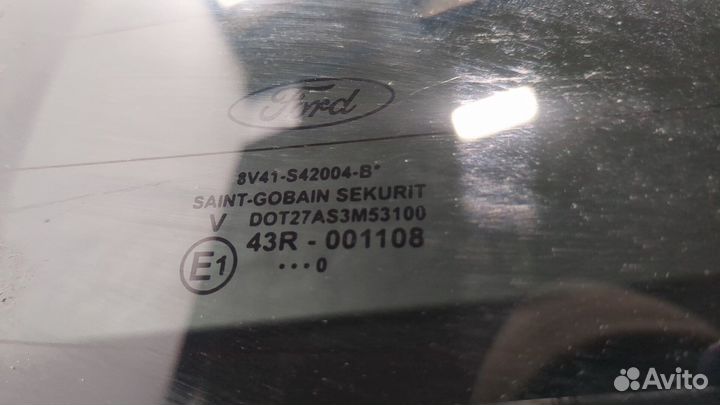 Ford
8V41-S42004-B*
SAINT-GOBAIN SEKURIT
V DOT27AS3M53100
E1 43R - 001108
•••0
Avito